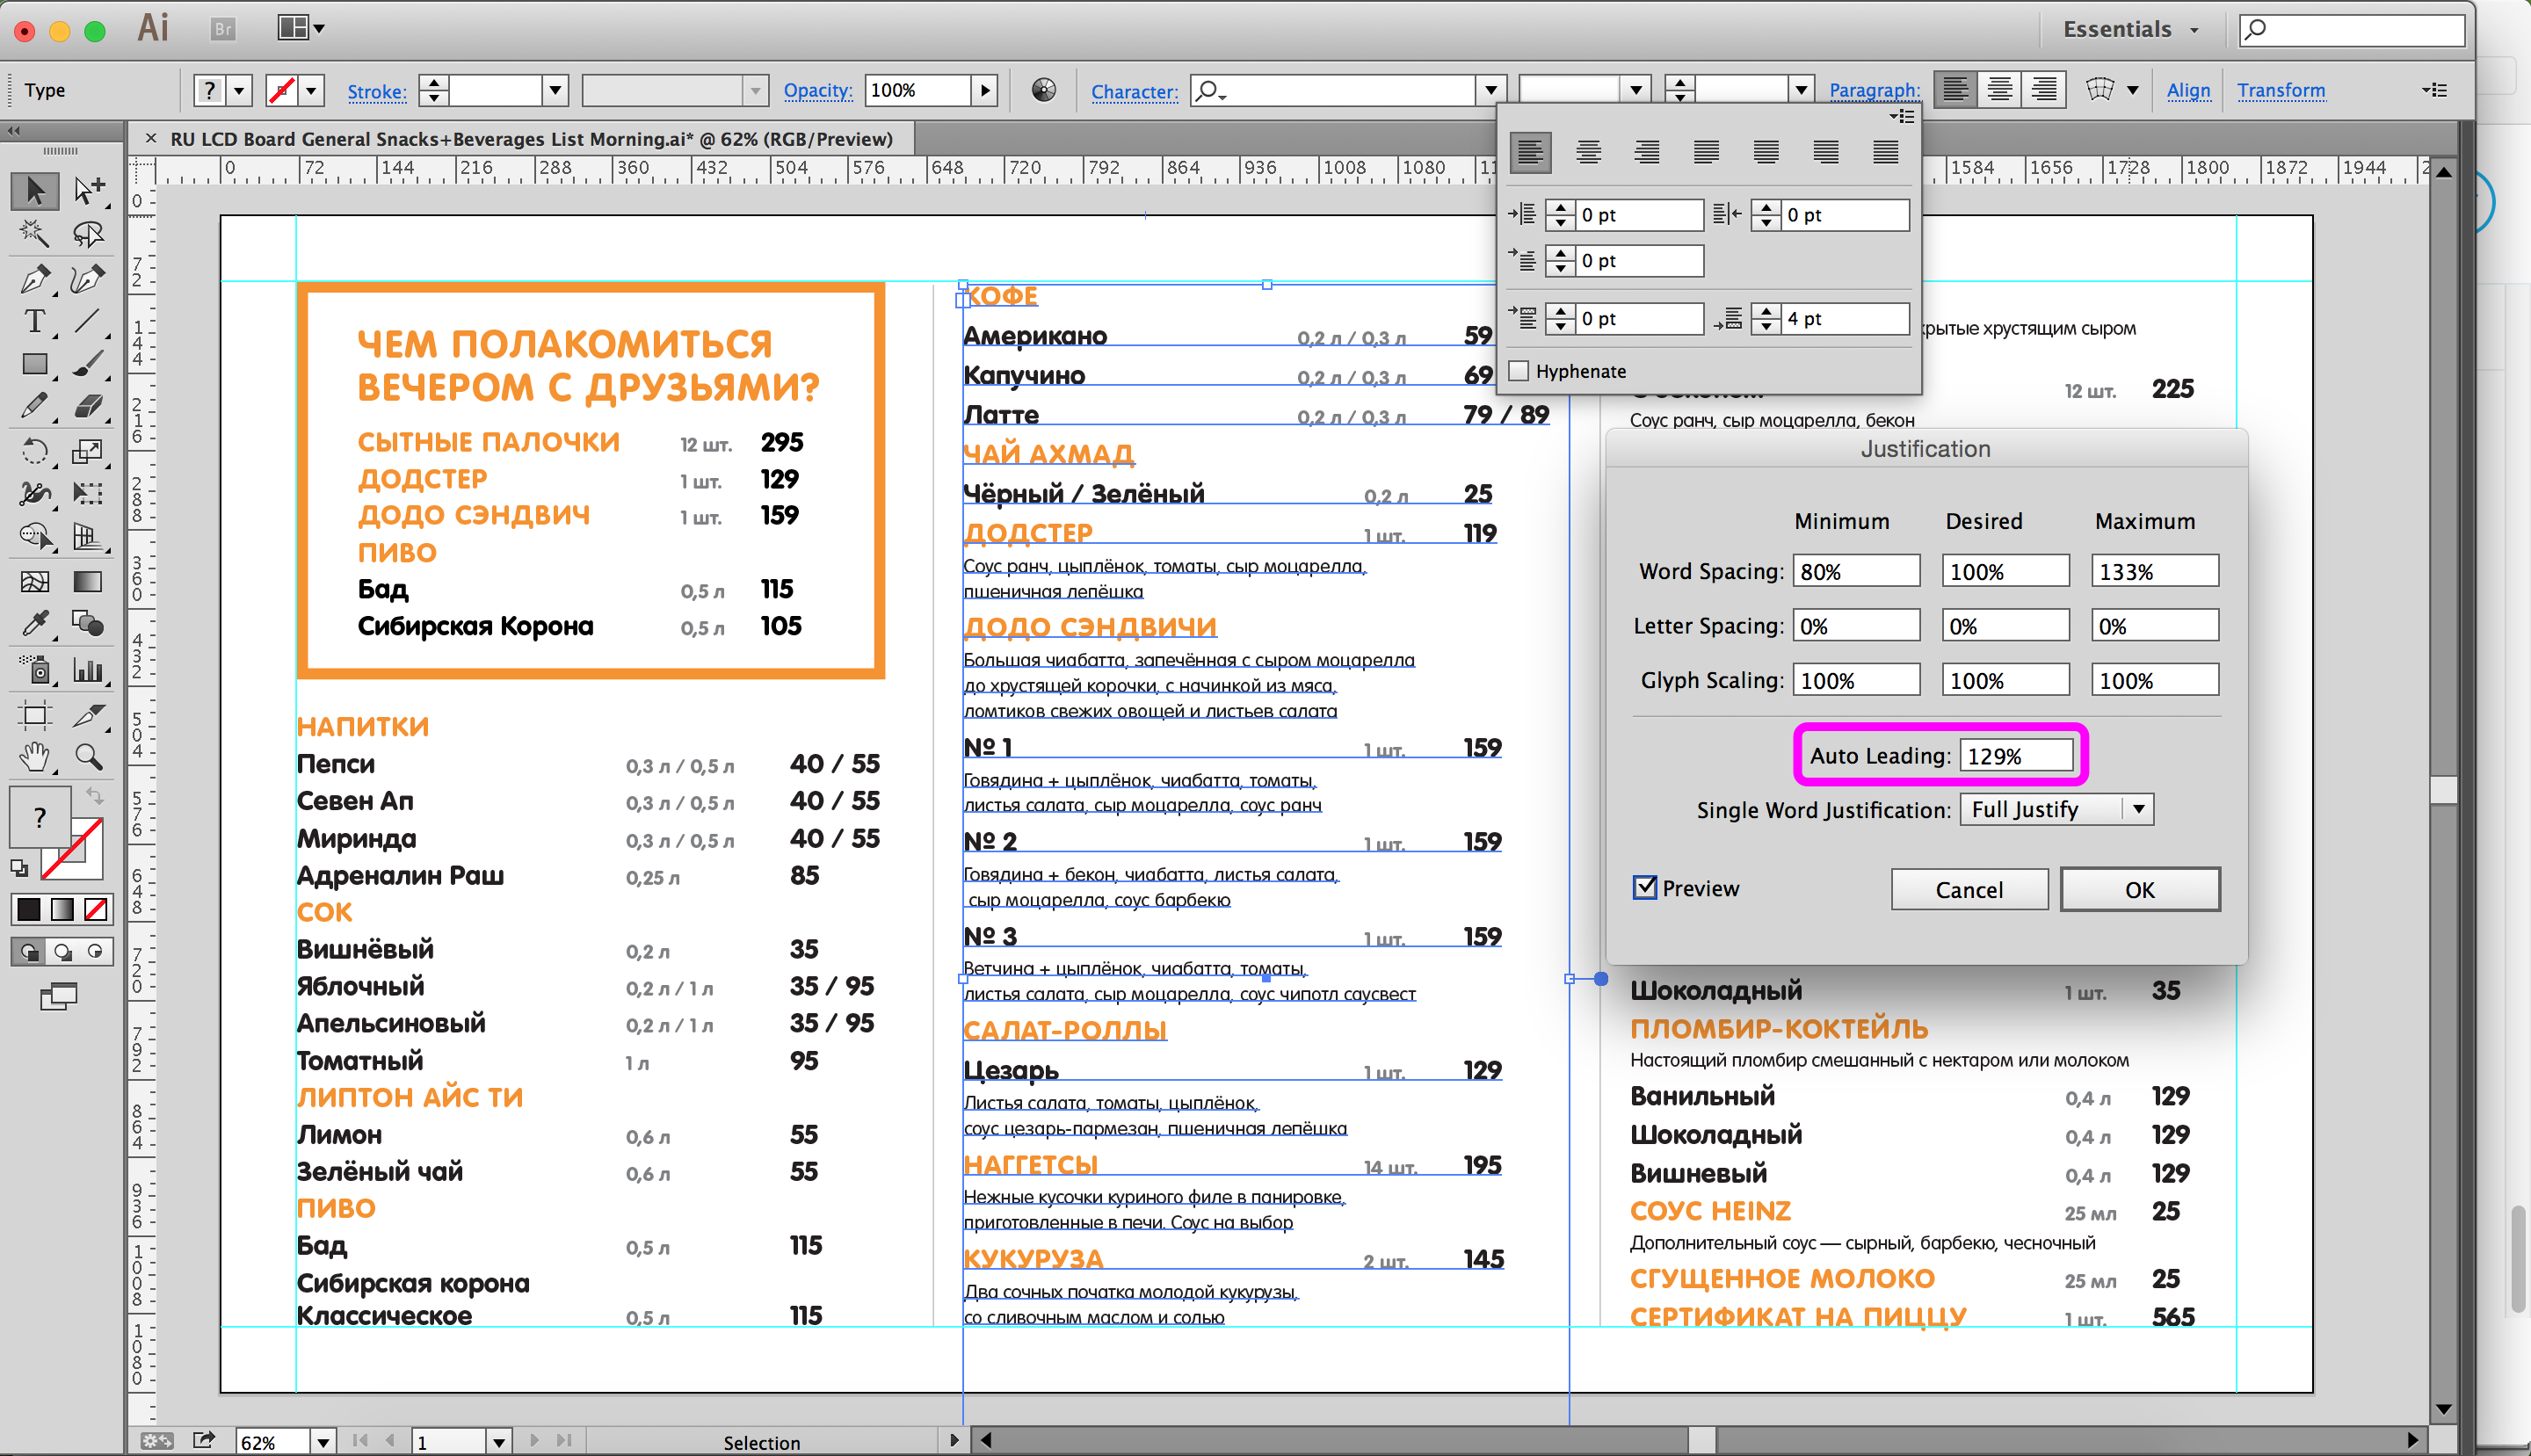 Ai
Br
Essentials
Type
?
Stroke:
Opacity:
100%
Character:
Paragraph:
Align
Transform
× RU LCD Board General Snacks+Beverages List Morning.ai* @ 62% (RGB/Preview)
0 72 144 216 288 360 432 504 576 648 720 792 864 936 1008 1080 11 1584 1656 1728 1800 1872 1944 2
0 72 144 216 288 360 432 504 576 648 720 792 864 936 1008 1080
T
?
ЧЕМ ПОЛАКОМИТЬСЯ
ВЕЧЕРОМ С ДРУЗЬЯМИ?
СЫТНЫЕ ПАЛОЧКИ 12 шт. 295
ДОДСТЕР 1 шт. 129
ДОДО СЭНДВИЧ 1 шт. 159
ПИВО
Бад 0,5 л 115
Сибирская Корона 0,5 л 105
НАПИТКИ
Пепси 0,3 л / 0,5 л 40 / 55
Севен Ап 0,3 л / 0,5 л 40 / 55
Миринда 0,3 л / 0,5 л 40 / 55
Адреналин Раш 0,25 л 85
СОК
Вишнёвый 0,2 л 35
Яблочный 0,2 л / 1 л 35 / 95
Апельсиновый 0,2 л / 1 л 35 / 95
Томатный 1 л 95
ЛИПТОН АЙС ТИ
Лимон 0,6 л 55
Зелёный чай 0,6 л 55
ПИВО
Бад 0,5 л 115
Сибирская корона
Классическое 0,5 л 115
КОФЕ
Американо 0,2 л / 0,3 л 59
Капучино 0,2 л / 0,3 л 69
Латте 0,2 л / 0,3 л 79 / 89
ЧАЙ АХМАД
Чёрный / Зелёный 0,2 л 25
ДОДСТЕР 1 шт. 119
Соус ранч, цыплёнок, томаты, сыр моцарелла,
пшеничная лепёшка
ДОДО СЭНДВИЧИ
Большая чиабатта, запечённая с сыром моцарелла
до хрустящей корочки, с начинкой из мяса,
ломтиков свежих овощей и листьев салата
№ 1 1 шт. 159
Говядина + цыплёнок, чиабатта, томаты,
листья салата, сыр моцарелла, соус ранч
№ 2 1 шт. 159
Говядина + бекон, чиабатта, листья салата,
сыр моцарелла, соус барбекю
№ 3 1 шт. 159
Ветчина + цыплёнок, чиабатта, томаты,
листья салата, сыр моцарелла, соус чипотл саусвест
САЛАТ-РОЛЛЫ
Цезарь 1 шт. 129
Листья салата, томаты, цыплёнок,
соус цезарь-пармезан, пшеничная лепёшка
НАГГЕТСЫ 14 шт. 195
Нежные кусочки куриного филе в панировке,
приготовленные в печи. Соус на выбор
КУКУРУЗА 2 шт. 145
Два сочных початка молодой кукурузы,
со сливочным маслом и солью
0 pt 0 pt
0 pt
0 pt 4 pt
Hyphenate
крытые хрустящим сыром
12 шт. 225
Соус ранч, сыр моцарелла, бекон
Justification
Minimum Desired Maximum
Word Spacing: 80% 100% 133%
Letter Spacing: 0% 0% 0%
Glyph Scaling: 100% 100% 100%
Auto Leading: 129%
Single Word Justification: Full Justify
Preview
Cancel
OK
Шоколадный 1 шт. 35
ПЛОМБИР-КОКТЕЙЛЬ
Настоящий пломбир смешанный с нектаром или молоком
Ванильный 0,4 л 129
Шоколадный 0,4 л 129
Вишневый 0,4 л 129
СОУС HEINZ 25 мл 25
Дополнительный соус — сырный, барбекю, чесночный
СГУЩЕННОЕ МОЛОКО 25 мл 25
СЕРТИФИКАТ НА ПИЦЦУ 1 шт. 565
62%
1
Selection